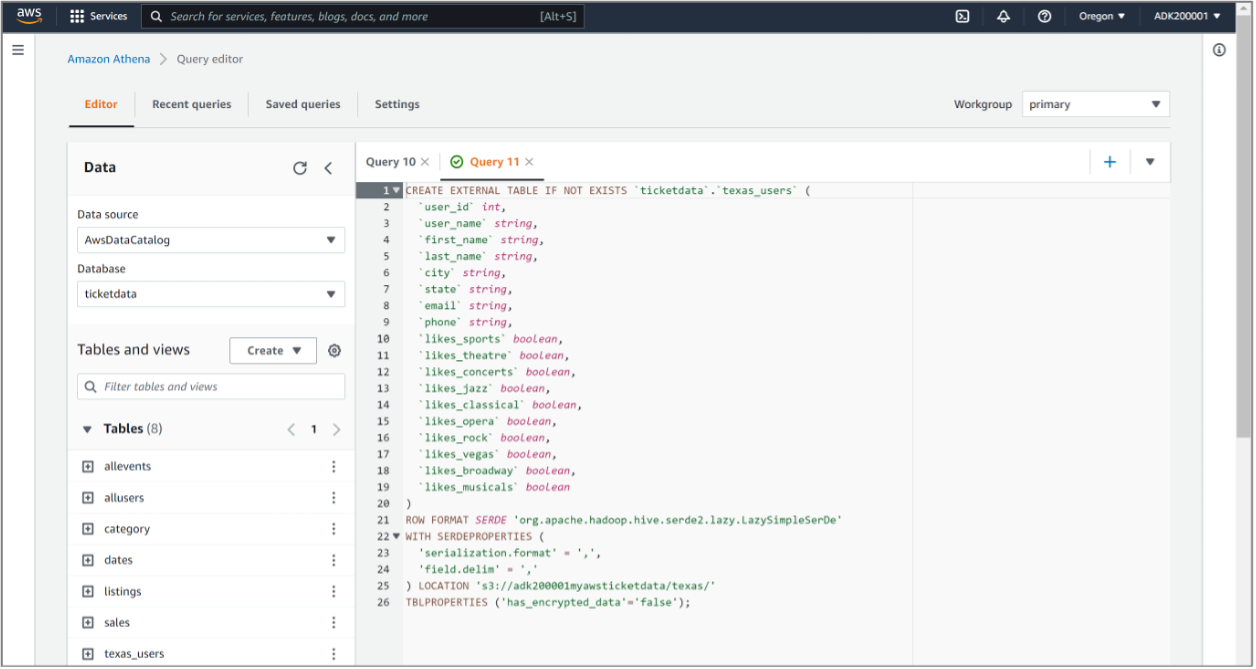 aws Services Search for services, features, blogs, docs, and more [Alt+S] Oregon ADK200001
Amazon Athena Query editor
Editor Recent queries Saved queries Settings Workgroup primary
Data
Data source
AwsDataCatalog
Database
ticketdata
Tables and views Create
Filter tables and views
Tables (8) 1
allevents
allusers
category
dates
listings
sales
texas_users
Query 10 Query 11
1 CREATE EXTERNAL TABLE IF NOT EXISTS `ticketdata`.`texas_users` (
2 `user_id` int,
3 `user_name` string,
4 `first_name` string,
5 `last_name` string,
6 `city` string,
7 `state` string,
8 `email` string,
9 `phone` string,
10 `likes_sports` boolean,
11 `likes_theatre` boolean,
12 `likes_concerts` boolean,
13 `likes_jazz` boolean,
14 `likes_classical` boolean,
15 `likes_opera` boolean,
16 `likes_rock` boolean,
17 `likes_vegas` boolean,
18 `likes_broadway` boolean,
19 `likes_musicals` boolean
20 )
21 ROW FORMAT SERDE 'org.apache.hadoop.hive.serde2.lazy.LazySimpleSerDe'
22 WITH SERDEPROPERTIES (
23 'serialization.format' = ',',
24 'field.delim' = ','
25 ) LOCATION 's3://adk200001myawsticketdata/texas/'
26 TBLPROPERTIES ('has_encrypted_data'='false');